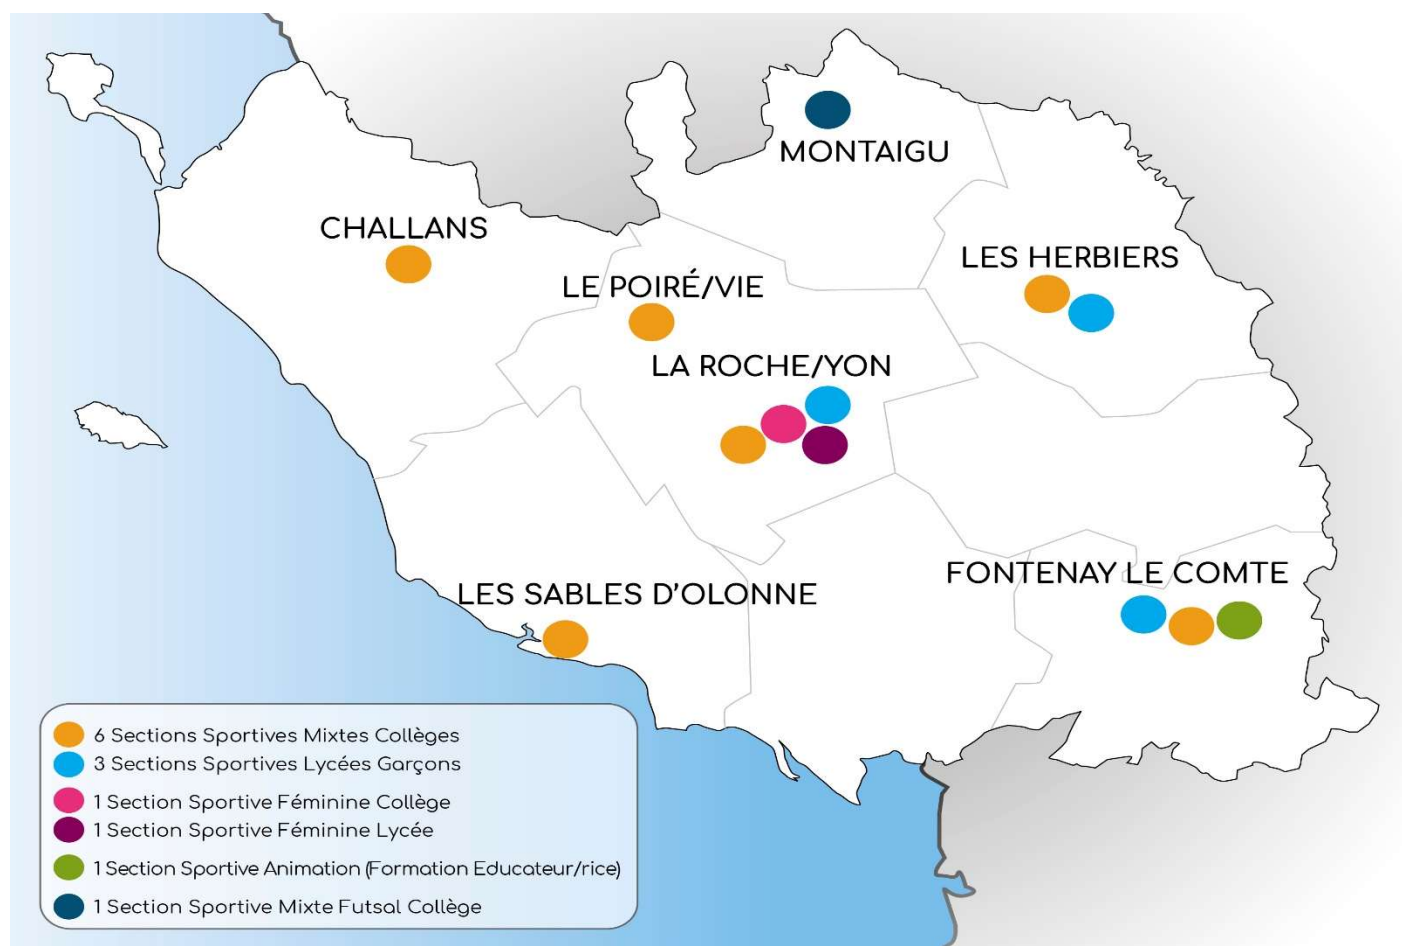 MONTAIGU
CHALLANS
LES HERBIERS
LE POIRÉ/VIE
LA ROCHE/YON
FONTENAY LE COMTE
LES SABLES D'OLONNE
6 Sections Sportives Mixtes Collèges
3 Sections Sportives Lycées Garçons
1 Section Sportive Féminine Collège
1 Section Sportive Féminine Lycée
1 Section Sportive Animation (Formation Educateur/rice)
1 Section Sportive Mixte Futsal Collège